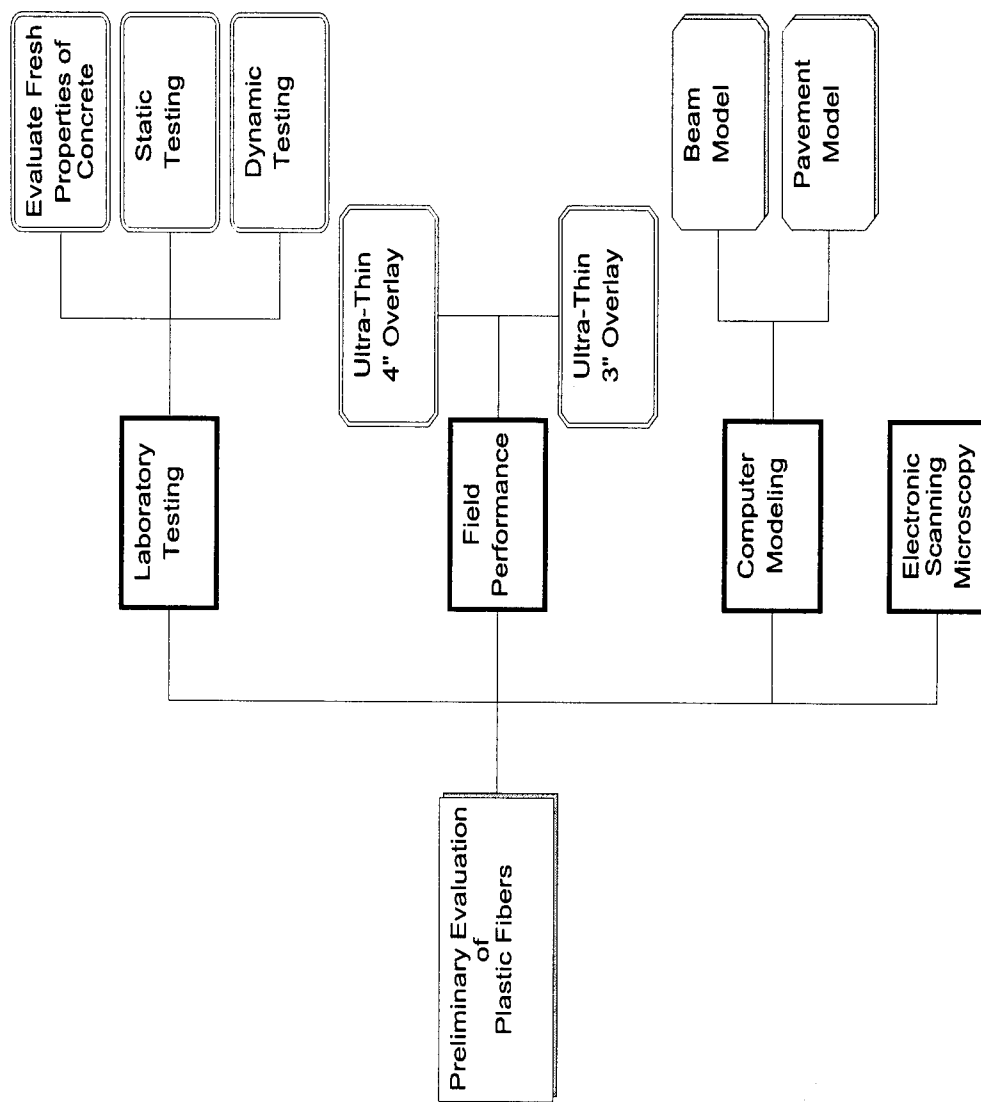 Preliminary Evaluation
of
Plastic Fibers
Laboratory
Testing
Field
Performance
Computer
Modeling
Electronic
Scanning
Microscopy
Evaluate Fresh
Properties of
Concrete
Static
Testing
Dynamic
Testing
Ultra-Thin
4" Overlay
Ultra-Thin
3" Overlay
Beam
Model
Pavement
Model